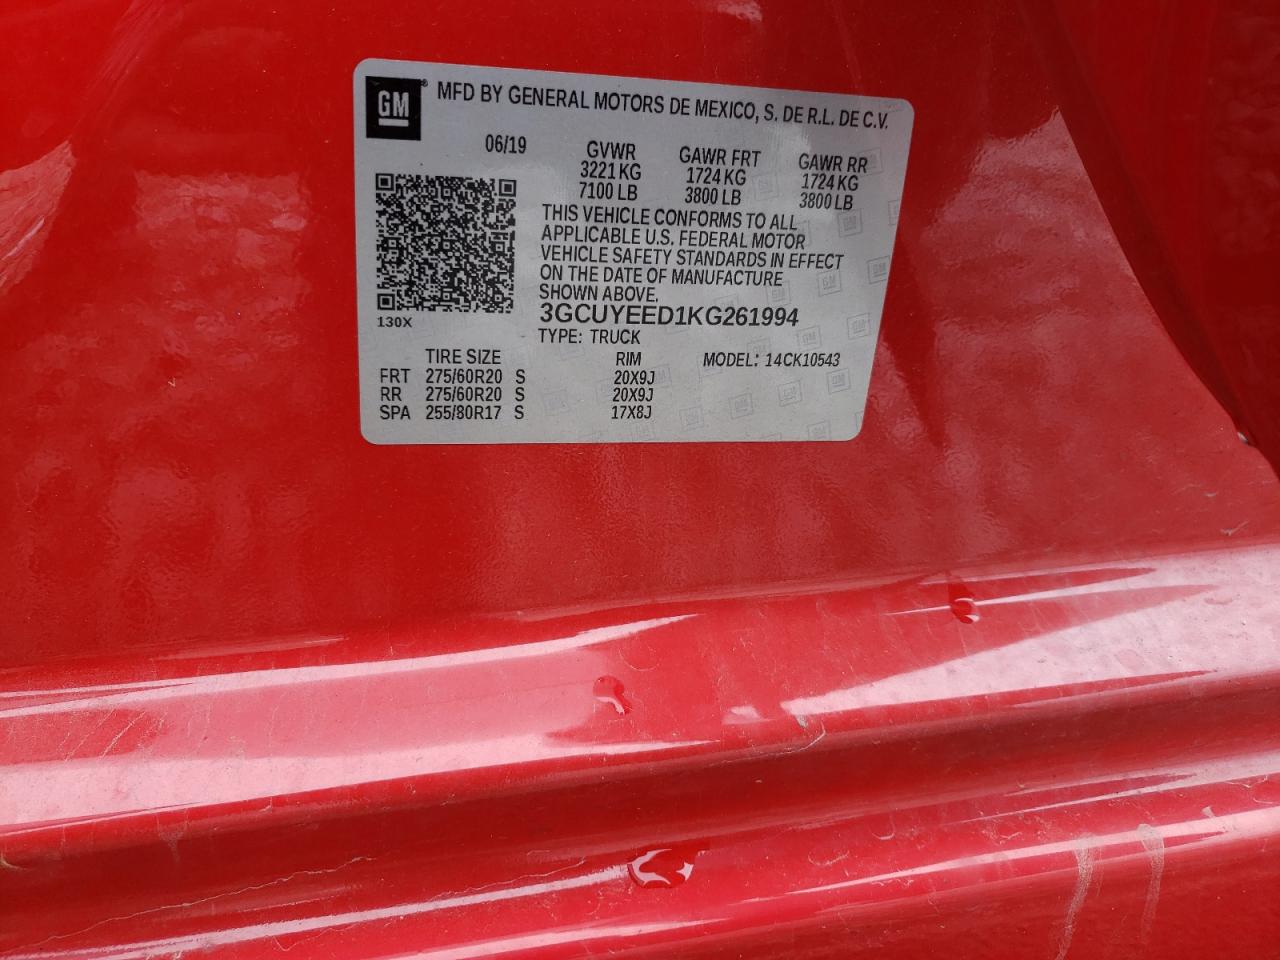 GM® MFD BY GENERAL MOTORS DE MEXICO, S. DE R.L. DE C.V.
06/19 GVWR GAWR FRT GAWR RR
3221 KG 1724 KG 1724 KG
7100 LB 3800 LB 3800 LB
THIS VEHICLE CONFORMS TO ALL
APPLICABLE U.S. FEDERAL MOTOR
VEHICLE SAFETY STANDARDS IN EFFECT
ON THE DATE OF MANUFACTURE
SHOWN ABOVE.
3GCUYEED1KG261994
130X
TYPE: TRUCK
TIRE SIZE RIM MODEL: 14CK10543
FRT 275/60R20 S 20X9J
RR 275/60R20 S 20X9J
SPA 255/80R17 S 17X8J